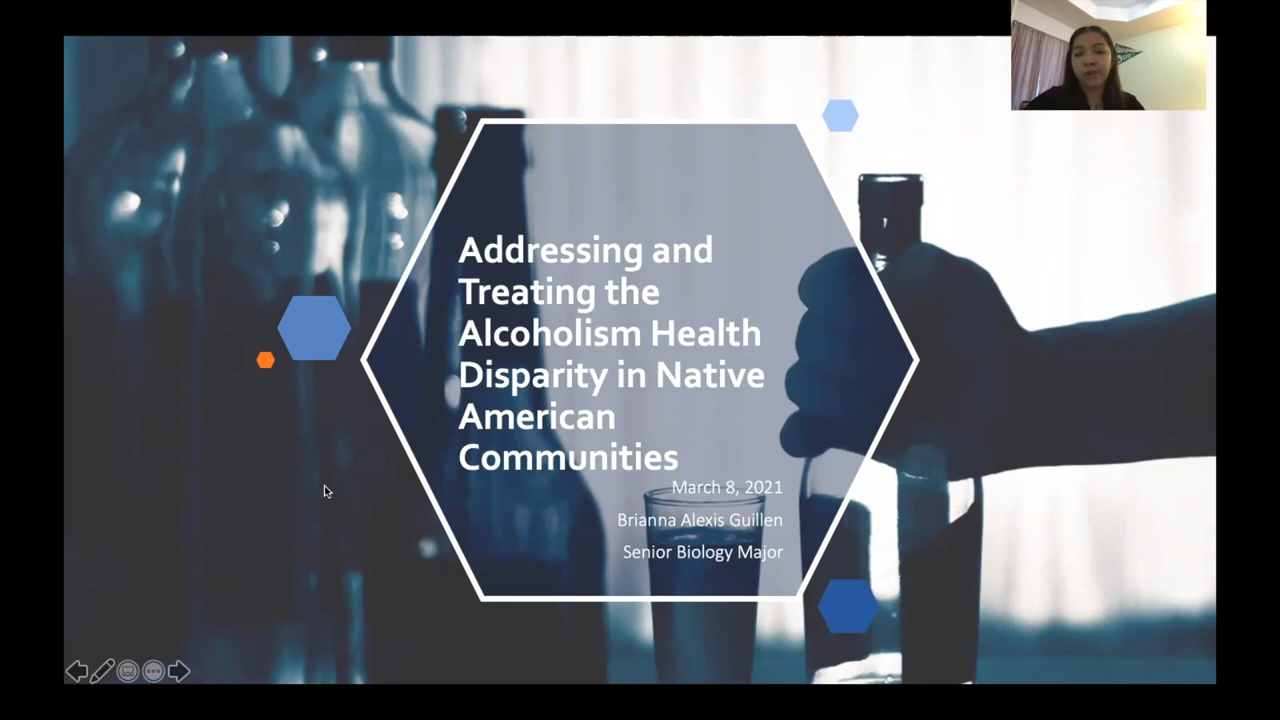 Addressing and
Treating the
Alcoholism Health
Disparity in Native
American
Communities
March 8, 2021
Brianna Alexis Guillen
Senior Biology Major